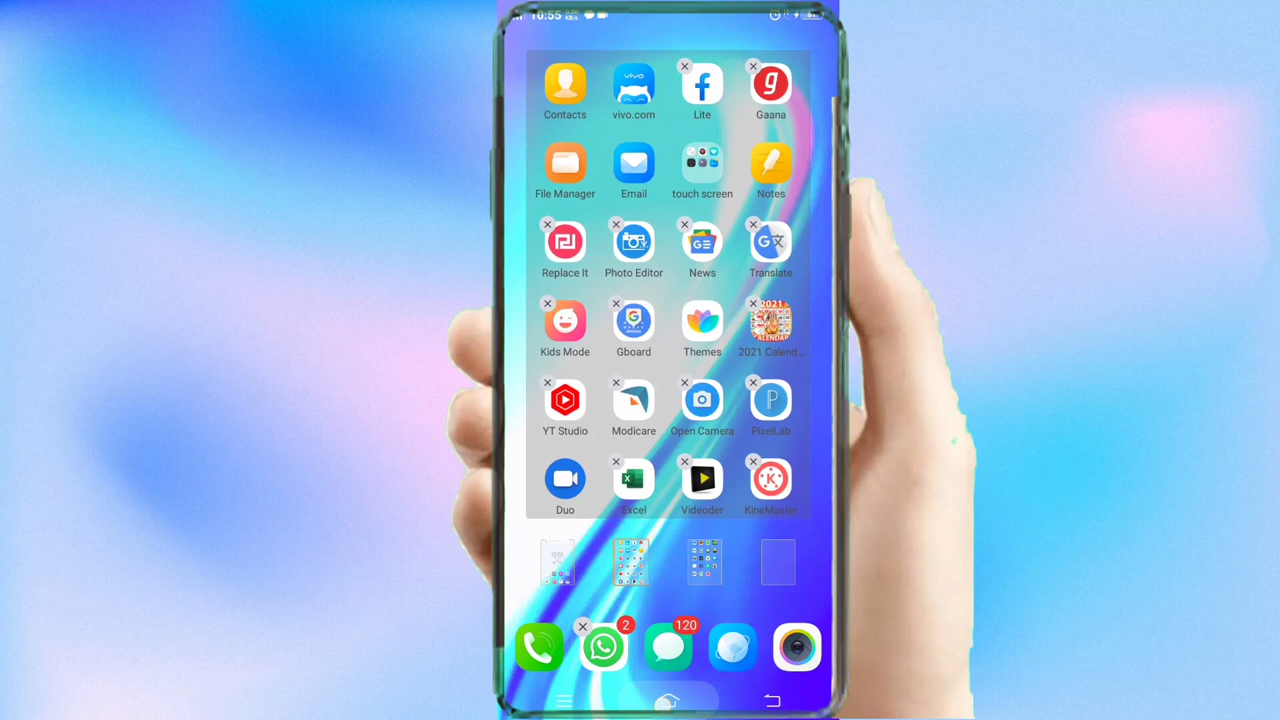 10:55
vivo
Contacts vivo.com Lite Gaana
File Manager Email touch screen Notes
Replace It Photo Editor News Translate
2021
Kids Mode Gboard Themes 2021 Calend...
YT Studio Modicare Open Camera PixelLab
Duo Excel Videoder KineMaster
2 120